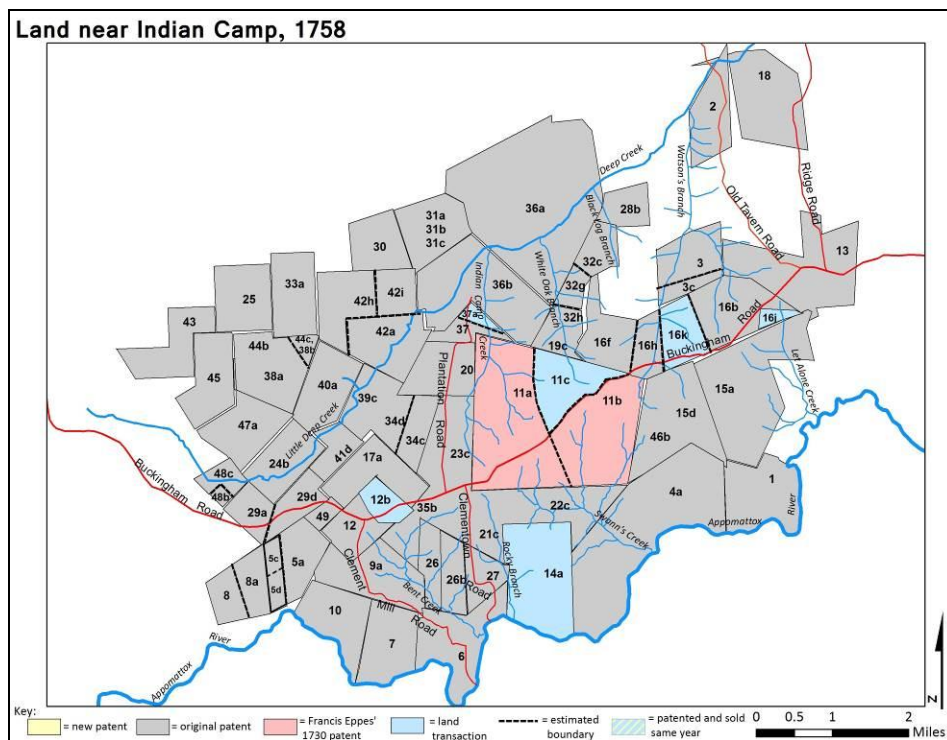 Land near Indian Camp, 1758
18
2
Deep Creek
Watson's Branch
Ridge Road
Old Tavern Road
36a
28b
31a
31b
31c
30
13
32c
3
33a
25
42h
42i
Indian Camp
Creek
36b
White Oak Branch
32g
3c
16b
43
42a
37a
37
32h
16k
16j
Road
Buckingham
44b
44c,
38b
19c
16f
16h
Let Alone Creek
45
38a
40a
39c
Plantation
Road
20
11a
11c
11b
15a
15d
47a
Little Deep Creek
34d
34c
46b
24b
41d
17a
23c
48c
48b
Buckingham
Road
29a
29d
12b
4a
1
River
49
12
35b
Clementown
Road
22c
Swann's Creek
Appomattox
5c
5a
5d
8a
8
Clement
Mill
Road
9a
26
26b
21c
27
Rocky Branch
14a
Bent Creek
10
7
6
River
Appomattox
N
Key:
= new patent
= original patent
= Francis Eppes'
1730 patent
= land
transaction
= estimated
boundary
= patented and sold
same year
0 0.5 1 2
Miles